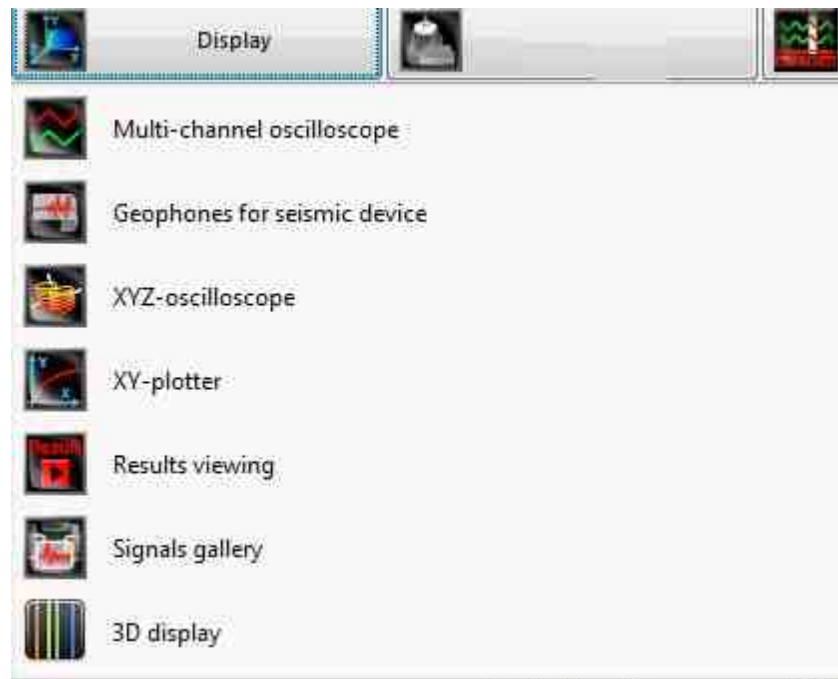 Display
Multi-channel oscilloscope
Geophones for seismic device
XYZ-oscilloscope
XY-plotter
Results viewing
Signals gallery
3D display